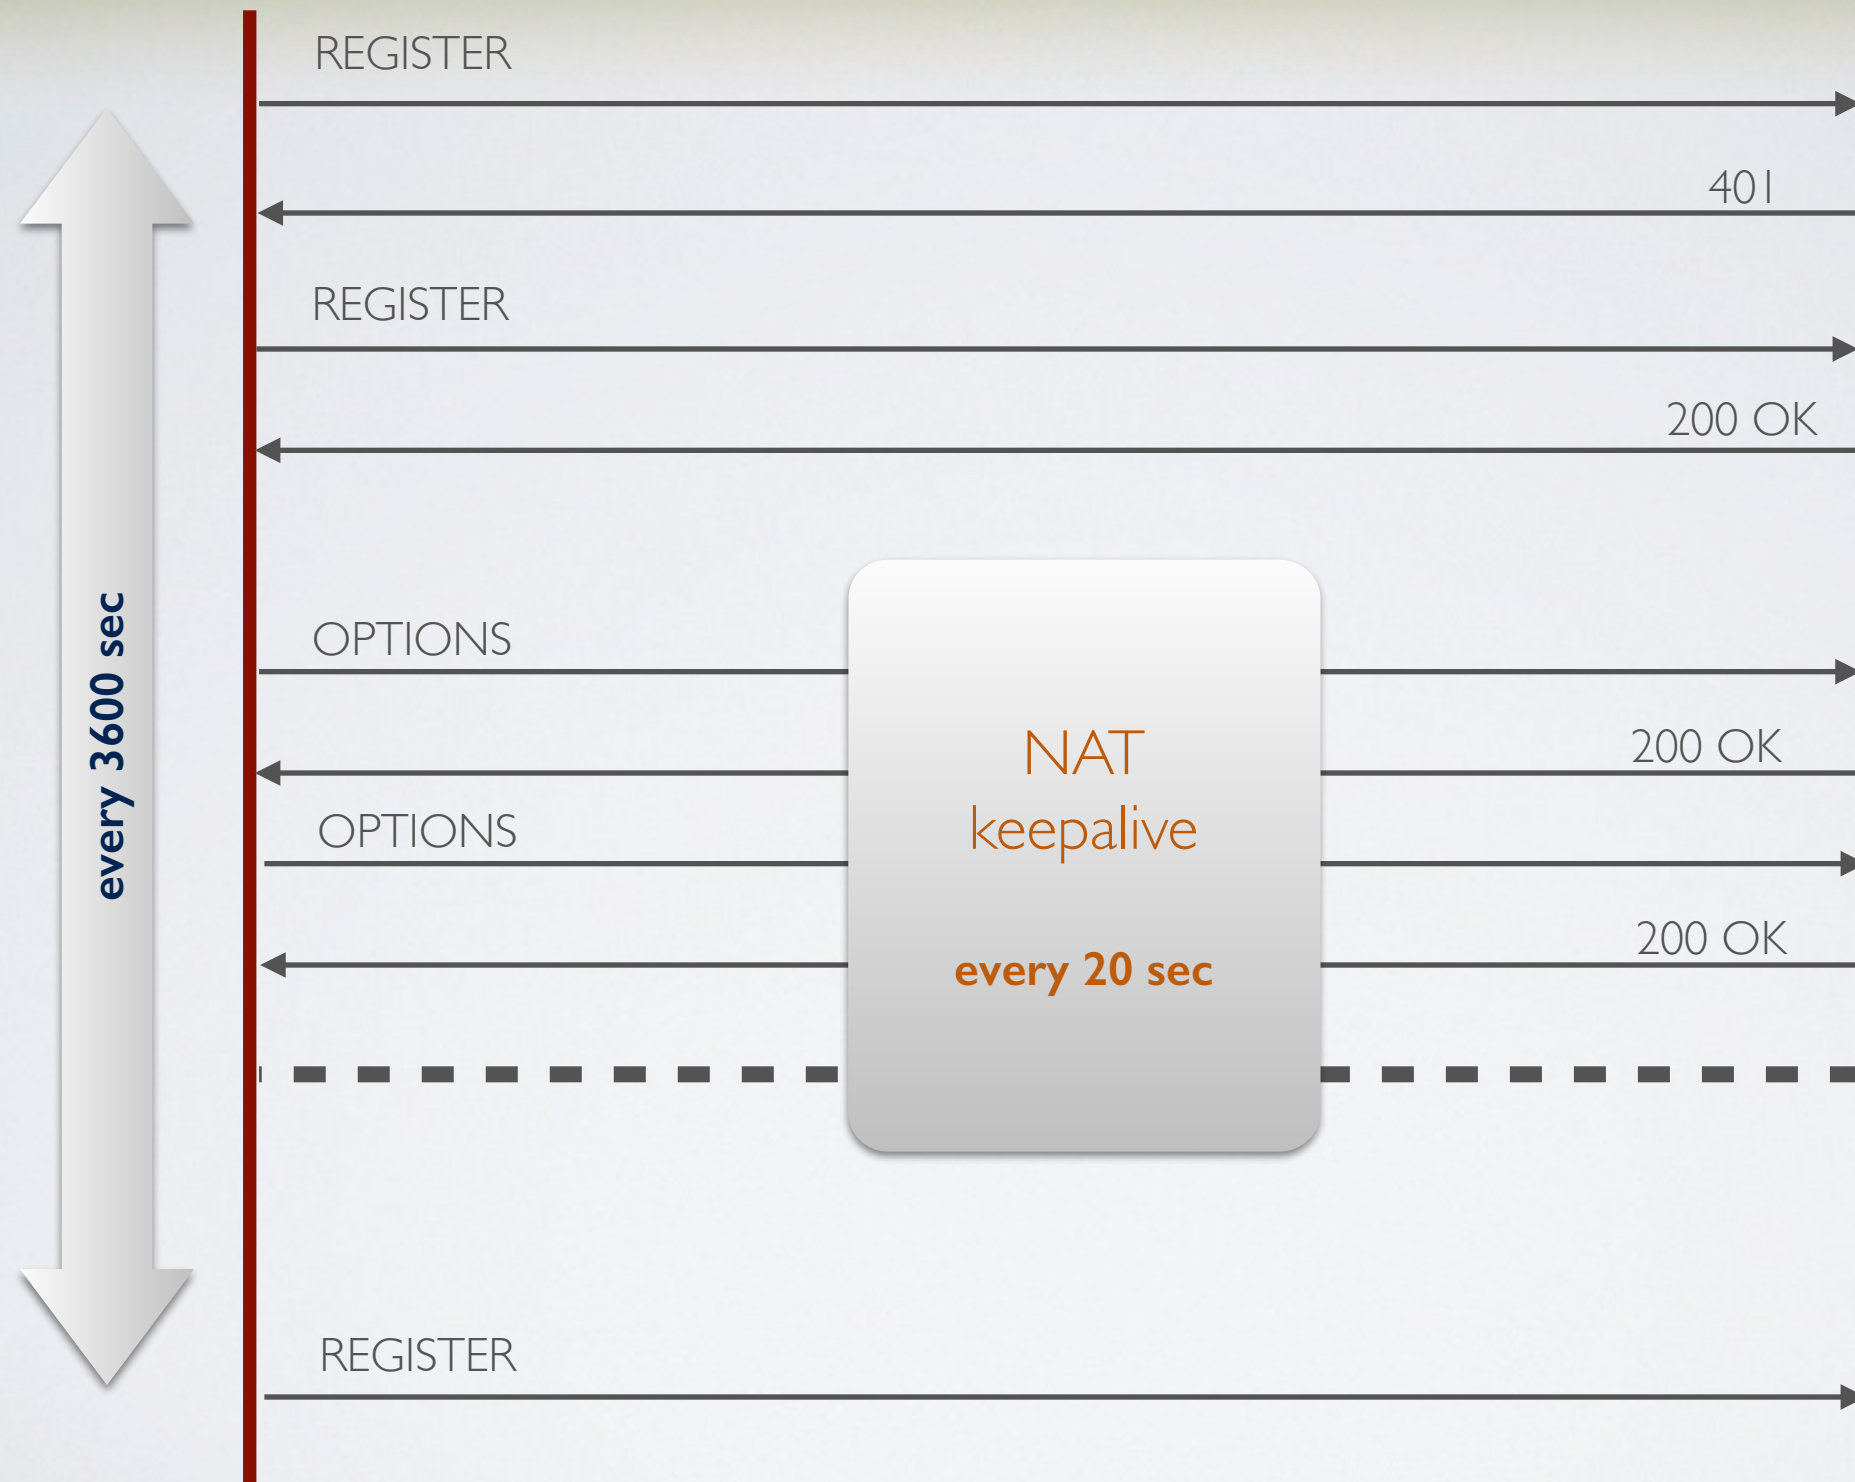 REGISTER
401
REGISTER
200 OK
every 3600 sec
OPTIONS
NAT
keepalive
every 20 sec
200 OK
OPTIONS
200 OK
REGISTER